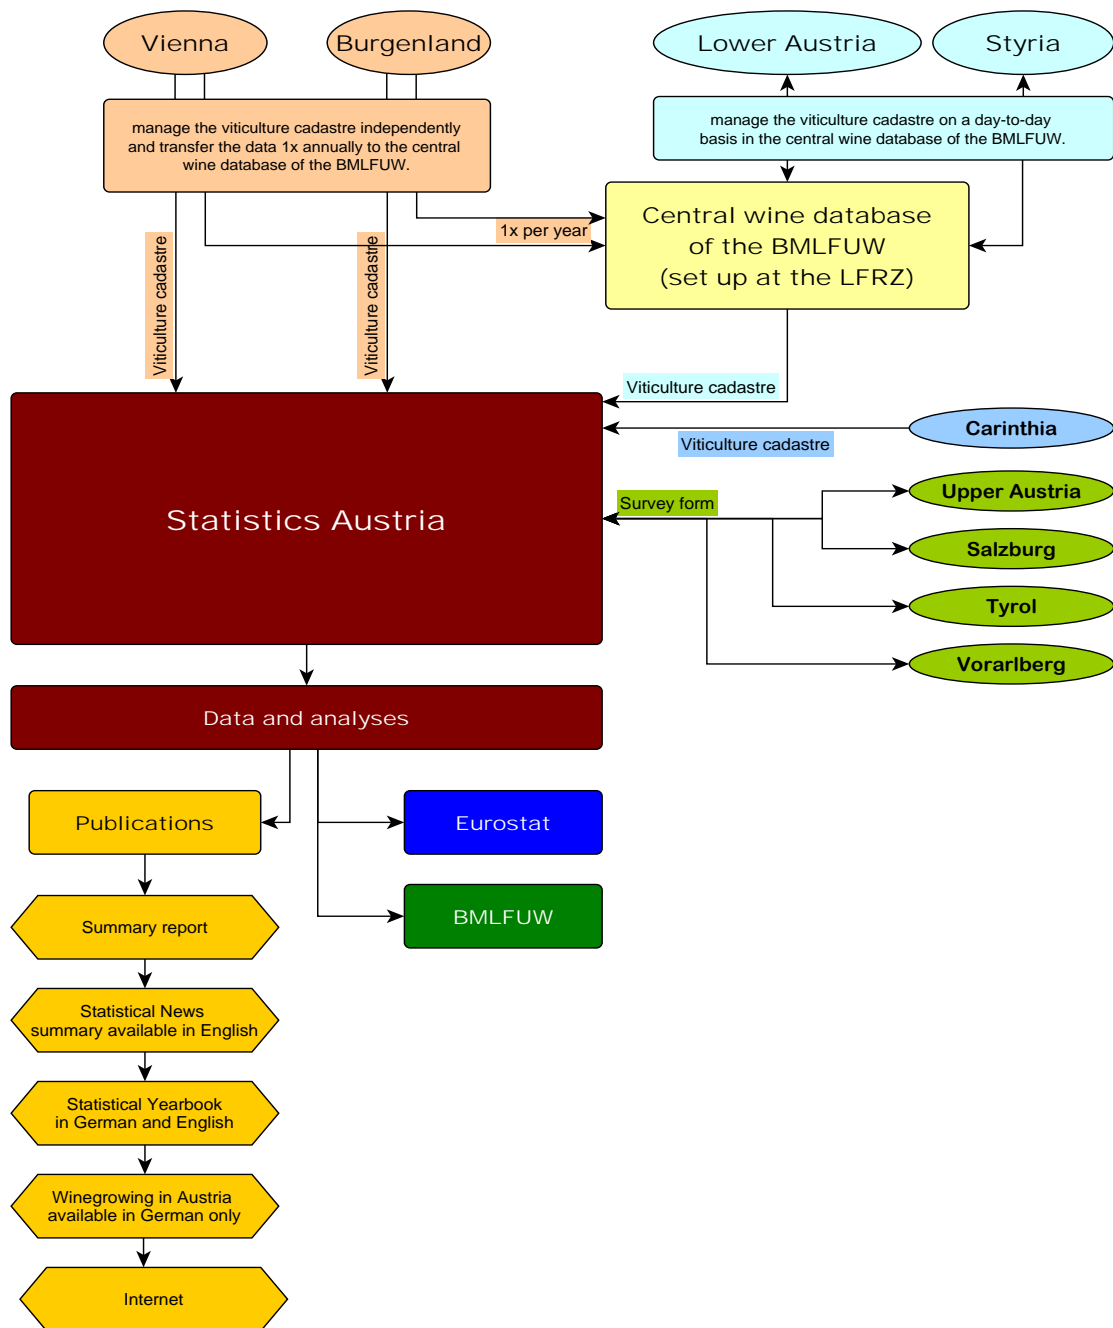 Vienna
Burgenland
Lower Austria
Styria
manage the viticulture cadastre independently
and transfer the data 1x annually to the central
wine database of the BMLFUW.
manage the viticulture cadastre on a day-to-day
basis in the central wine database of the BMLFUW.
Central wine database
of the BMLFUW
(set up at the LFRZ)
1x per year
Viticulture cadastre
Viticulture cadastre
Viticulture cadastre
Carinthia
Viticulture cadastre
Statistics Austria
Survey form
Upper Austria
Salzburg
Tyrol
Vorarlberg
Data and analyses
Publications
Eurostat
BMLFUW
Summary report
Statistical News
summary available in English
Statistical Yearbook
in German and English
Winegrowing in Austria
available in German only
Internet